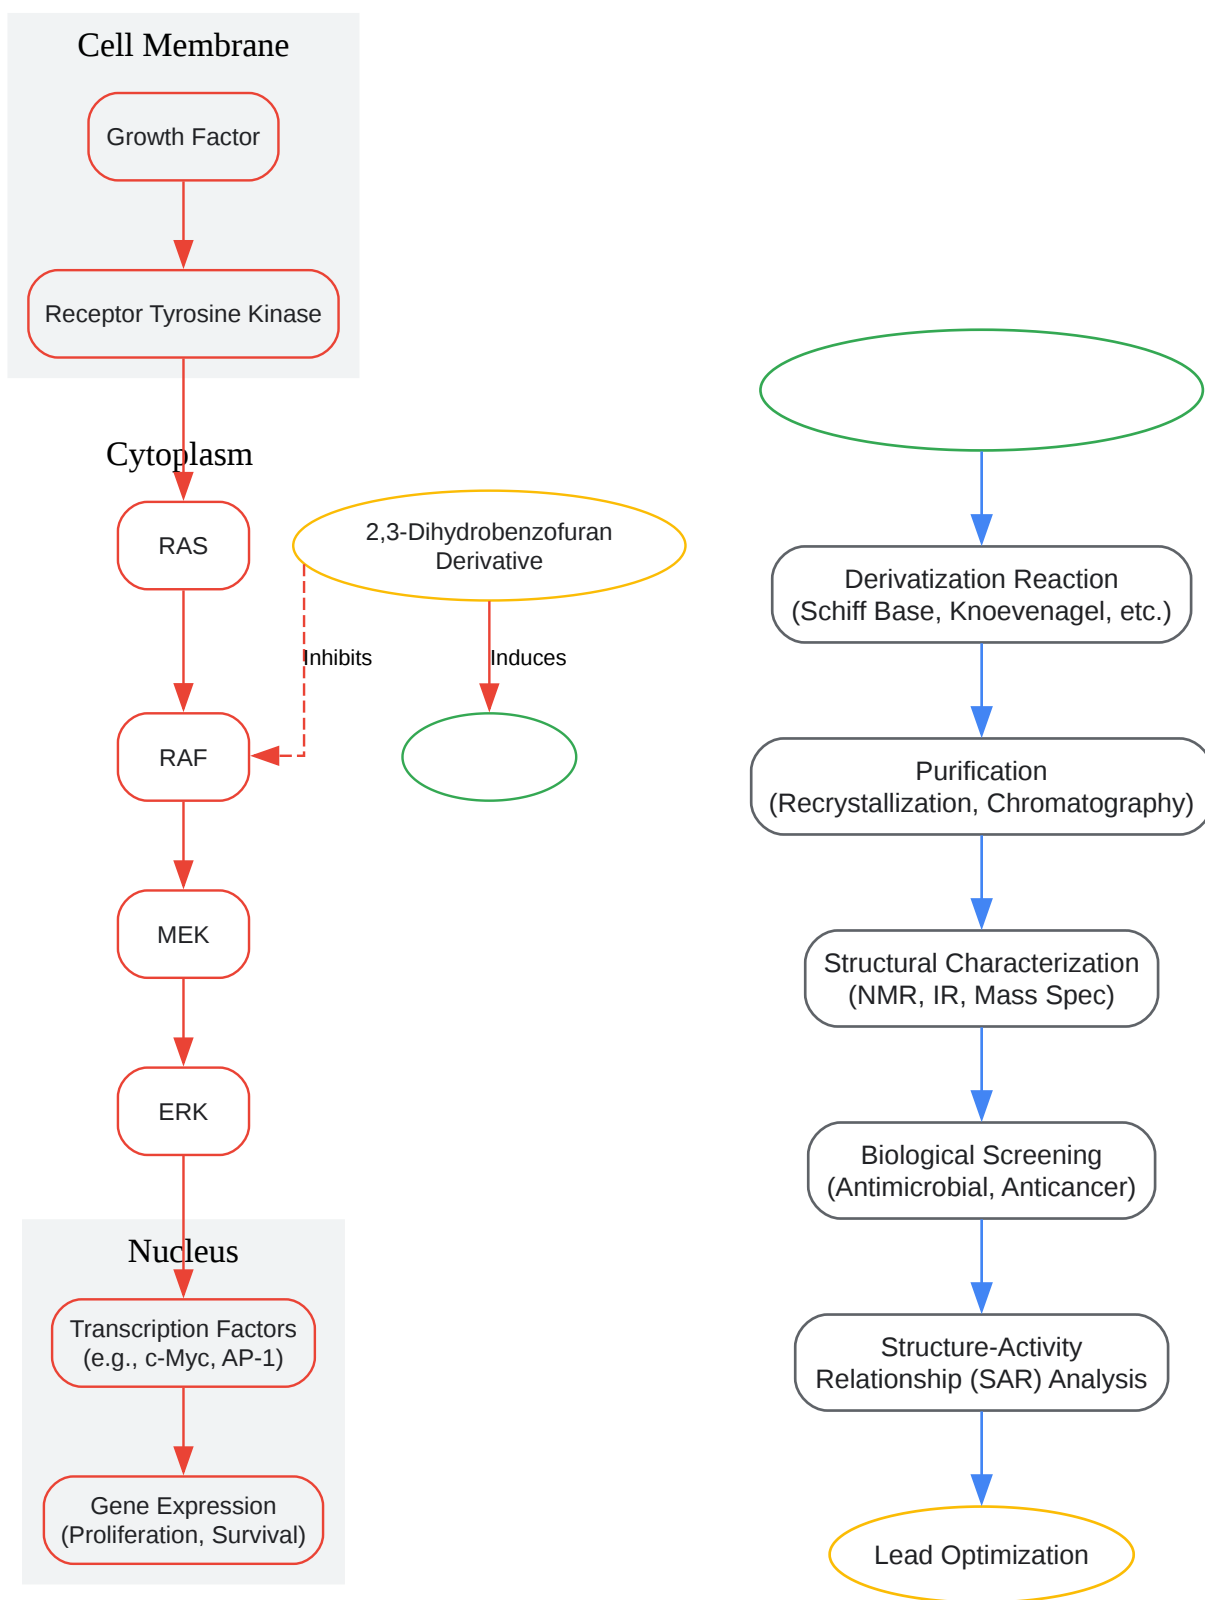 Cell Membrane
Growth Factor
Receptor Tyrosine Kinase
Cytoplasm
RAS
2,3-Dihydrobenzofuran
Derivative
Inhibits
Induces
RAF
MEK
ERK
Nucleus
Transcription Factors
(e.g., c-Myc, AP-1)
Gene Expression
(Proliferation, Survival)
Derivatization Reaction
(Schiff Base, Knoevenagel, etc.)
Purification
(Recrystallization, Chromatography)
Structural Characterization
(NMR, IR, Mass Spec)
Biological Screening
(Antimicrobial, Anticancer)
Structure-Activity
Relationship (SAR) Analysis
Lead Optimization